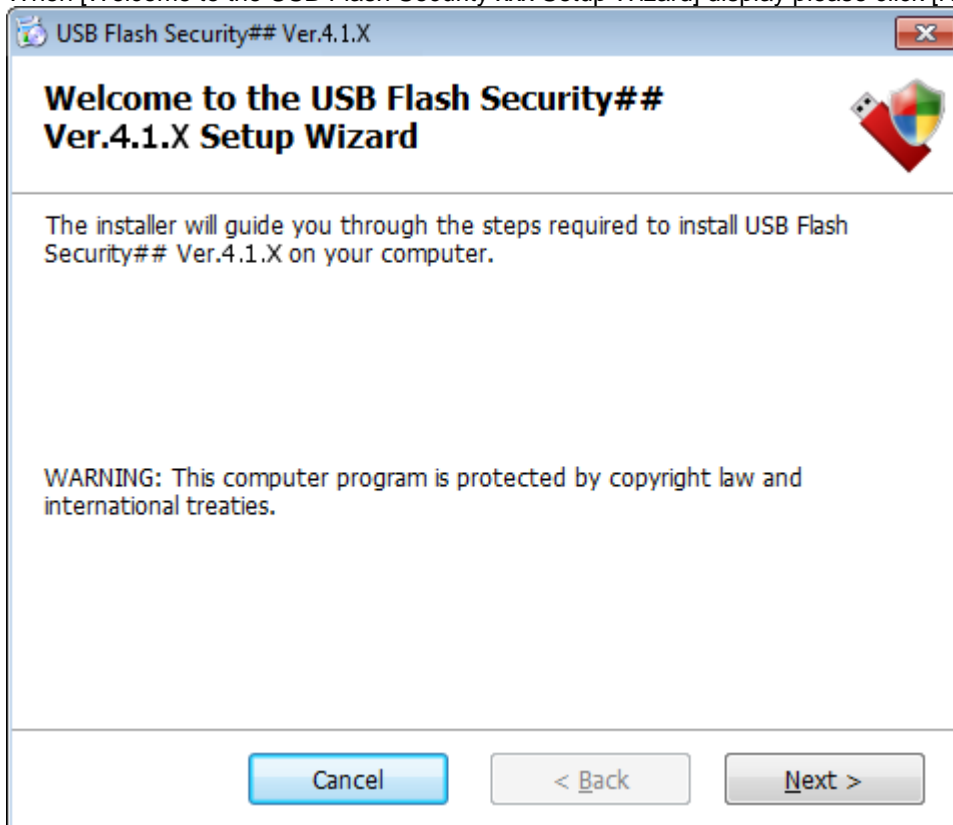 USB Flash Security## Ver.4.1.X
Welcome to the USB Flash Security##
Ver.4.1.X Setup Wizard
The installer will guide you through the steps required to install USB Flash
Security## Ver.4.1.X on your computer.
WARNING: This computer program is protected by copyright law and
international treaties.
Cancel
< Back
Next >